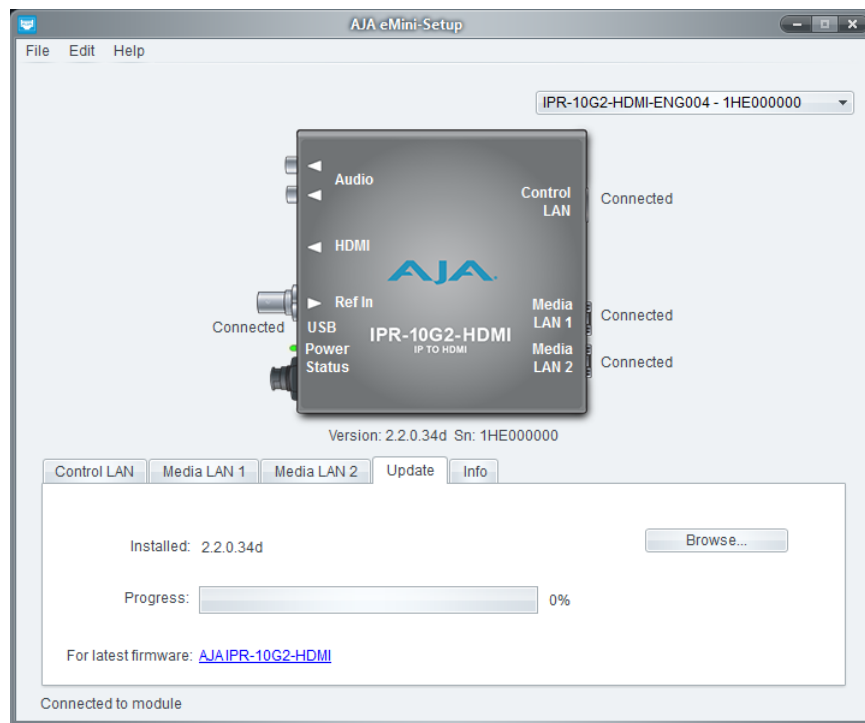 AJA eMini-Setup
File Edit Help
IPR-10G2-HDMI-ENG004 - 1HE000000
Audio
Control
LAN
Connected
HDMI
AJA
Ref In
Connected
USB
IPR-10G2-HDMI
IP TO HDMI
Media
LAN 1
Connected
Power
Status
Media
LAN 2
Connected
Version: 2.2.0.34d Sn: 1HE000000
Control LAN Media LAN 1 Media LAN 2 Update Info
Installed: 2.2.0.34d
Browse...
Progress: 0%
For latest firmware: AJA IPR-10G2-HDMI
Connected to module